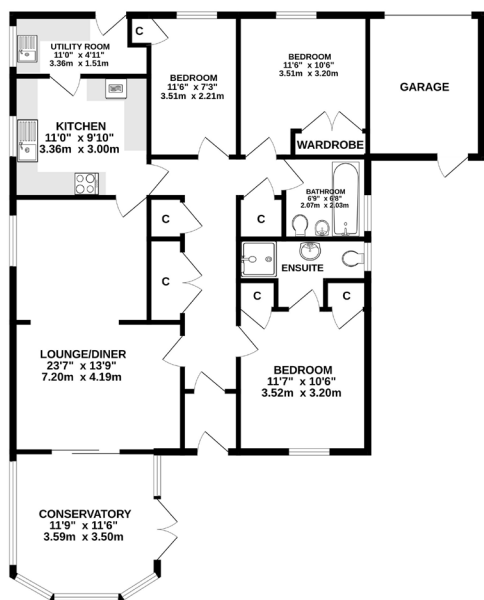 UTILITY ROOM
11'0" x 4'11"
3.36m x 1.51m
C
BEDROOM
11'6" x 7'3"
3.51m x 2.21m
BEDROOM
11'6" x 10'6"
3.51m x 3.20m
WARDROBE
GARAGE
KITCHEN
11'0" x 9'10"
3.36m x 3.00m
BATHROOM
6'9" x 6'8"
2.07m x 2.03m
C
C
C
ENSUITE
C
C
LOUNGE/DINER
23'7" x 13'9"
7.20m x 4.19m
BEDROOM
11'7" x 10'6"
3.52m x 3.20m
CONSERVATORY
11'9" x 11'6"
3.59m x 3.50m